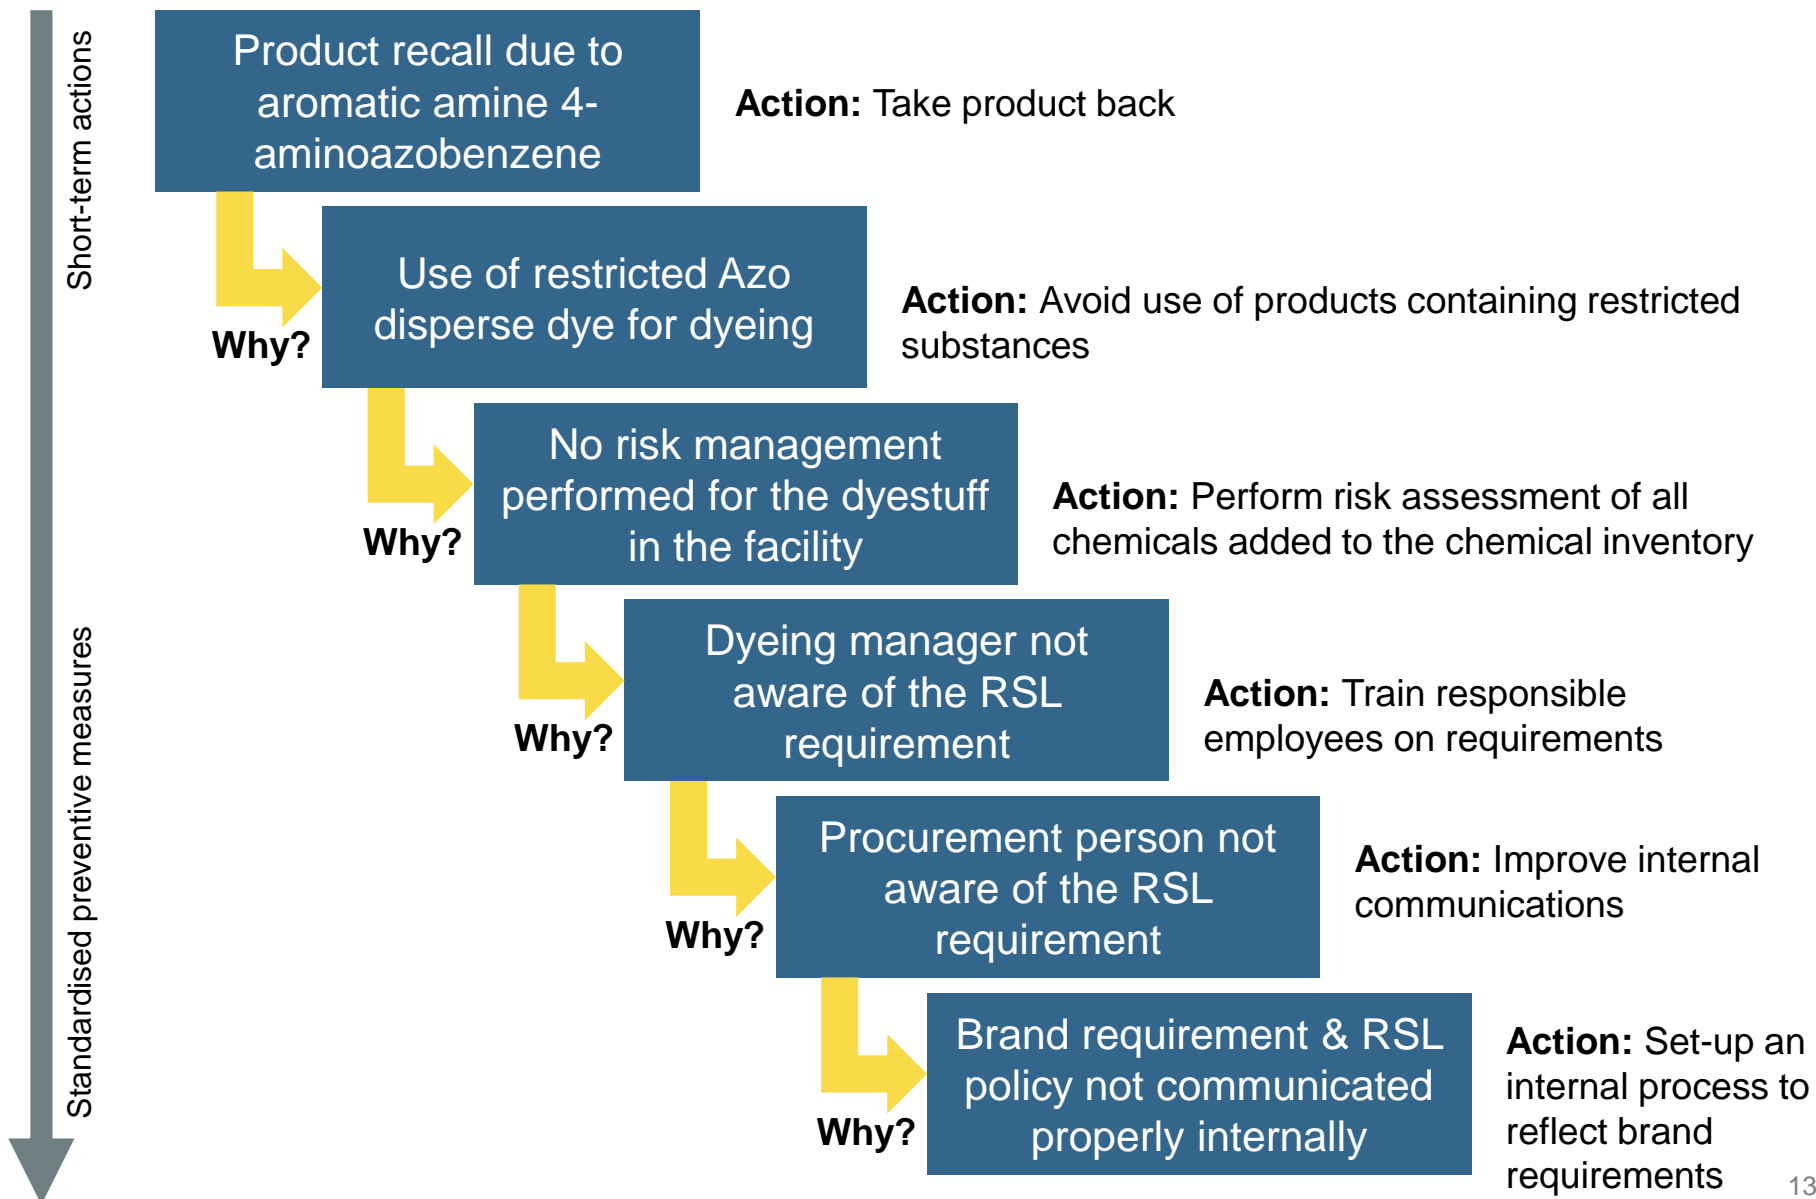 Short-term actions
Standardised preventive measures
Product recall due to
aromatic amine 4-
aminoazobenzene
Action: Take product back
Why?
Use of restricted Azo
disperse dye for dyeing
Action: Avoid use of products containing restricted
substances
Why?
No risk management
performed for the dyestuff
in the facility
Action: Perform risk assessment of all
chemicals added to the chemical inventory
Why?
Dyeing manager not
aware of the RSL
requirement
Action: Train responsible
employees on requirements
Why?
Procurement person not
aware of the RSL
requirement
Action: Improve internal
communications
Why?
Brand requirement & RSL
policy not communicated
properly internally
Action: Set-up an
internal process to
reflect brand
requirements
13